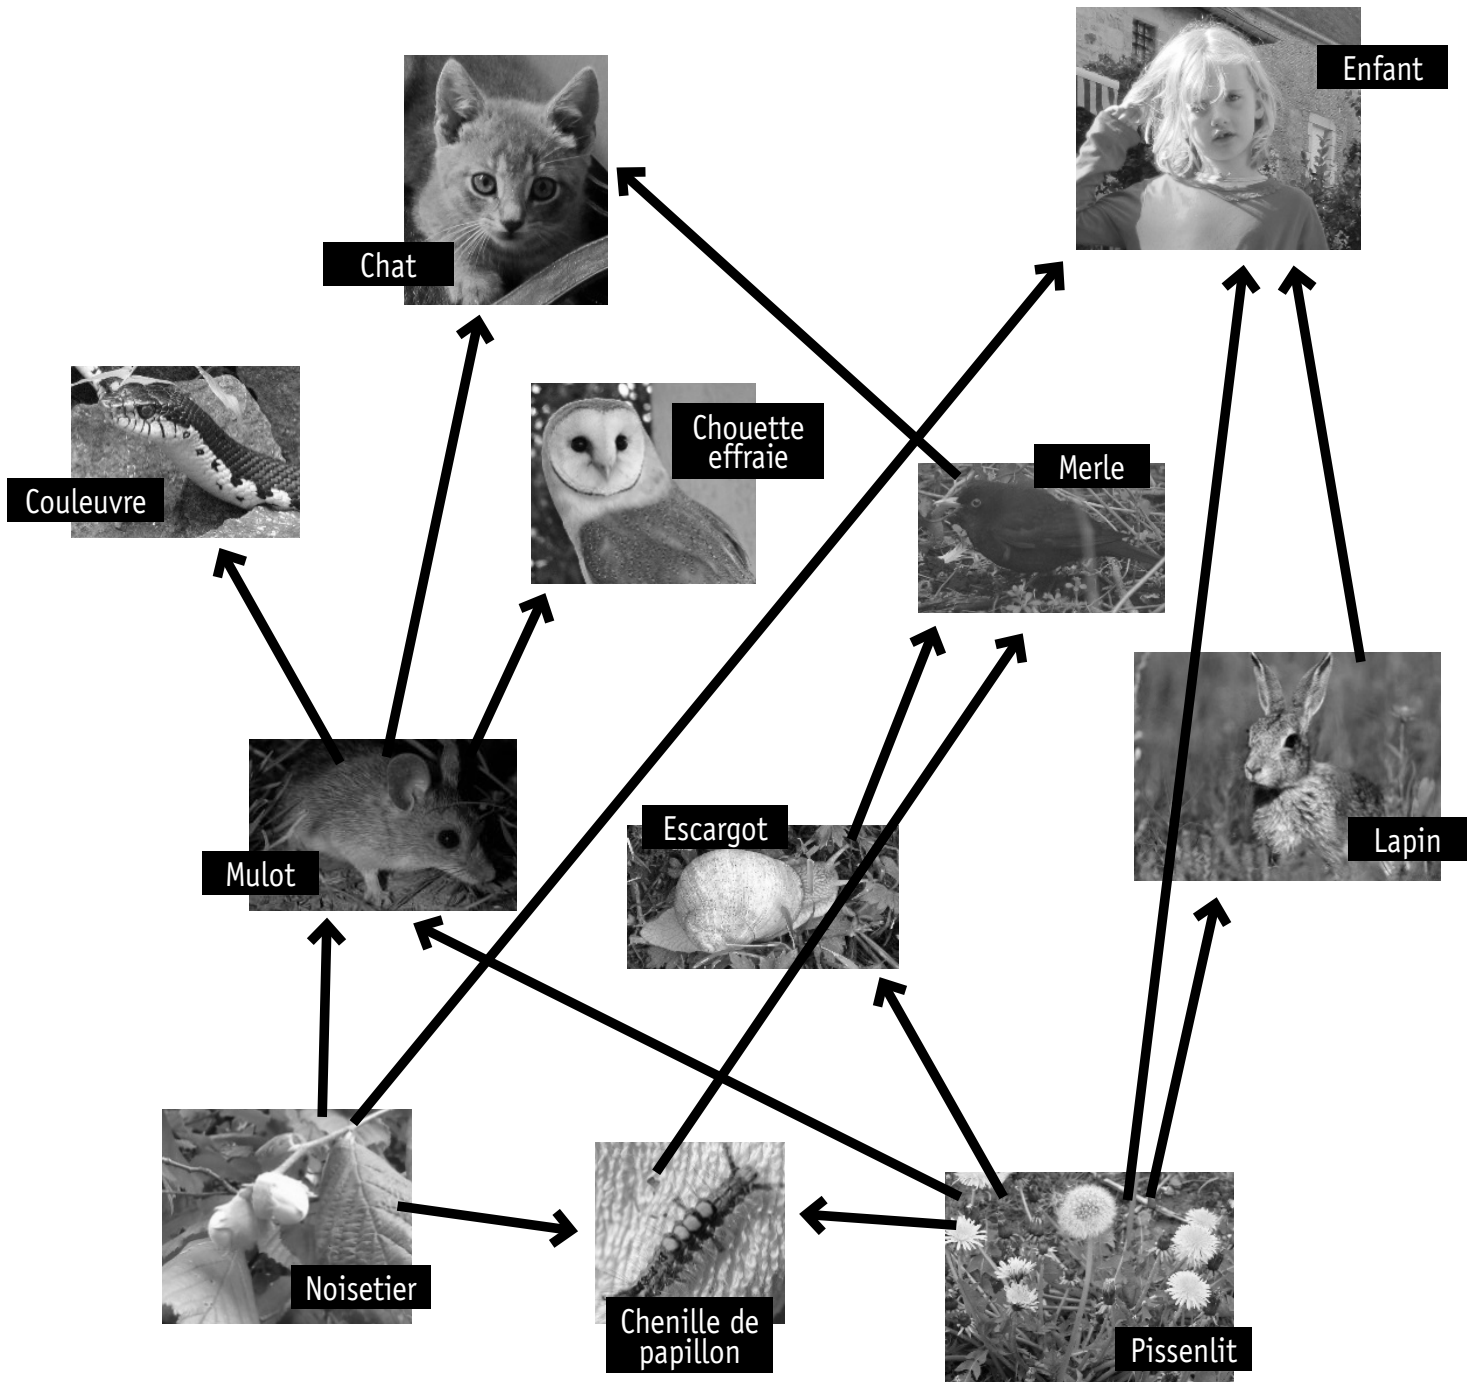 Enfant
Chat
Chouette
effraie
Merle
Couleuvre
Escargot
Lapin
Mulot
Noisetier
Chenille de
papillon
Pissenlit